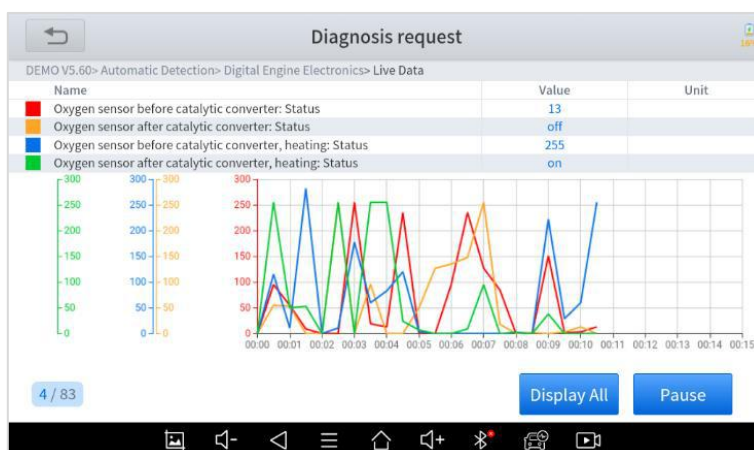 Diagnosis request
16%
DEMO V5.60> Automatic Detection> Digital Engine Electronics> Live Data
Name Value Unit
Oxygen sensor before catalytic converter: Status 13
Oxygen sensor after catalytic converter: Status off
Oxygen sensor before catalytic converter, heating: Status 255
Oxygen sensor after catalytic converter, heating: Status on
300 300 300 300
250 250 250 250
200 200 200 200
150 150 150 150
100 100 100 100
50 50 50 50
0 0 0 0
00:00 00:01 00:02 00:03 00:04 00:05 00:06 00:07 00:08 00:09 00:10 00:11 00:12 00:13 00:14 00:15
4 / 83 Display All Pause